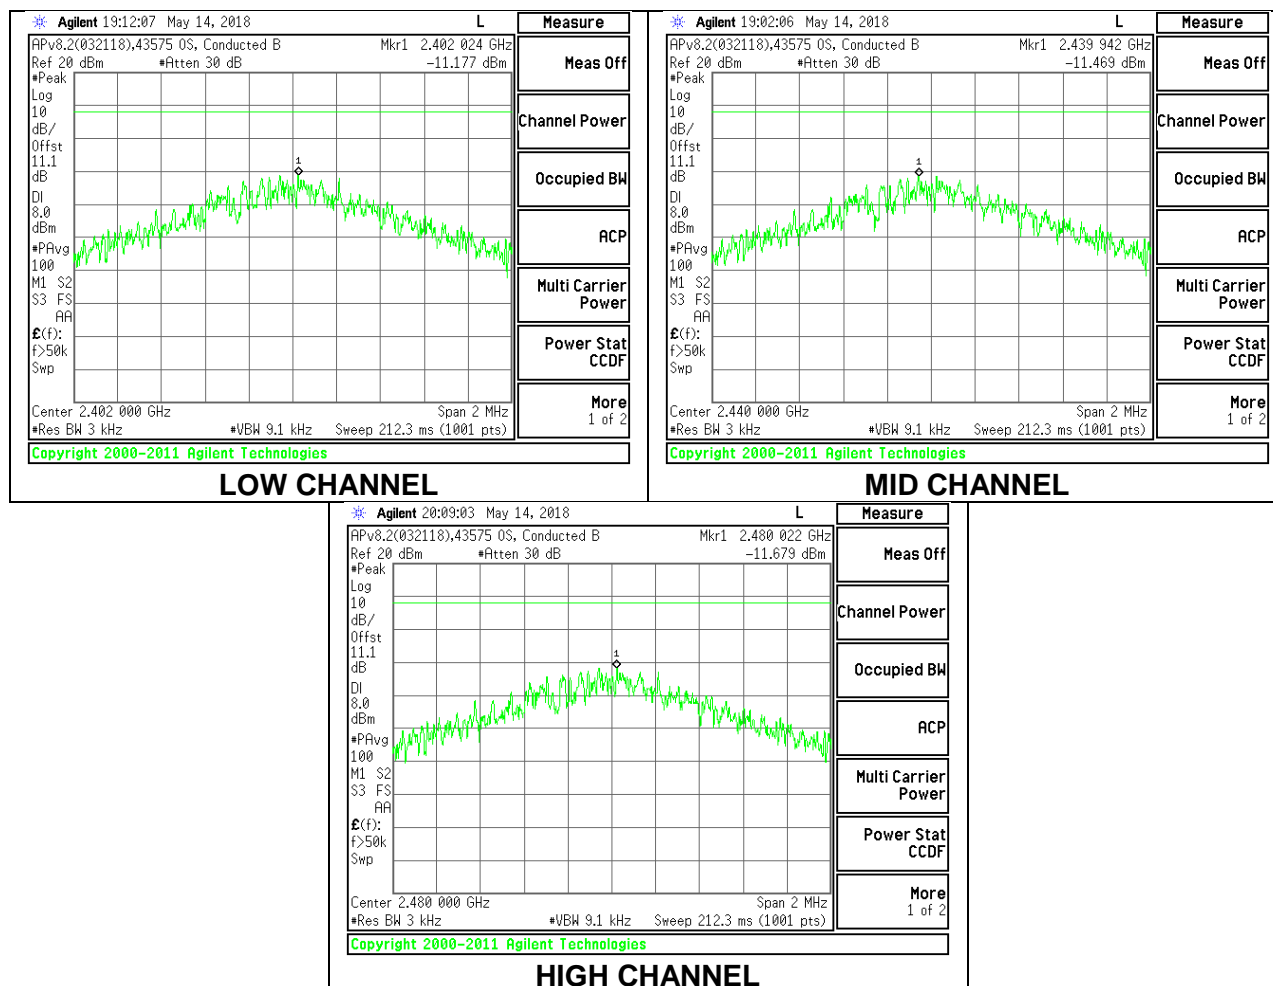 Agilent 19:12:07 May 14, 2018 L Measure
APv8.2(032118),43575 OS, Conducted B Mkr1 2.402 024 GHz
Ref 20 dBm #Atten 30 dB -11.177 dBm
Meas Off
#Peak
Log
10
dB/
Offst
11.1
dB
DI
8.0
dBm
#PAvg
100
M1 S2
S3 FS
AA
£(f):
f>50k
Swp
1
Channel Power
Occupied BW
ACP
Multi Carrier
Power
Power Stat
CCDF
More
1 of 2
Center 2.402 000 GHz Span 2 MHz
#Res BW 3 kHz #VBW 9.1 kHz Sweep 212.3 ms (1001 pts)
Copyright 2000-2011 Agilent Technologies
LOW CHANNEL
Agilent 19:02:06 May 14, 2018 L Measure
APv8.2(032118),43575 OS, Conducted B Mkr1 2.439 942 GHz
Ref 20 dBm #Atten 30 dB -11.469 dBm
Meas Off
#Peak
Log
10
dB/
Offst
11.1
dB
DI
8.0
dBm
#PAvg
100
M1 S2
S3 FS
AA
£(f):
f>50k
Swp
1
Channel Power
Occupied BW
ACP
Multi Carrier
Power
Power Stat
CCDF
More
1 of 2
Center 2.440 000 GHz Span 2 MHz
#Res BW 3 kHz #VBW 9.1 kHz Sweep 212.3 ms (1001 pts)
Copyright 2000-2011 Agilent Technologies
MID CHANNEL
Agilent 20:09:03 May 14, 2018 L Measure
APv8.2(032118),43575 OS, Conducted B Mkr1 2.480 022 GHz
Ref 20 dBm #Atten 30 dB -11.679 dBm
Meas Off
#Peak
Log
10
dB/
Offst
11.1
dB
DI
8.0
dBm
#PAvg
100
M1 S2
S3 FS
AA
£(f):
f>50k
Swp
1
Channel Power
Occupied BW
ACP
Multi Carrier
Power
Power Stat
CCDF
More
1 of 2
Center 2.480 000 GHz Span 2 MHz
#Res BW 3 kHz #VBW 9.1 kHz Sweep 212.3 ms (1001 pts)
Copyright 2000-2011 Agilent Technologies
HIGH CHANNEL